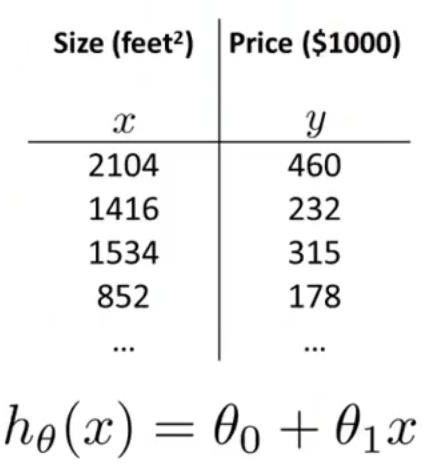 Size (feet²) Price ($1000)
x y
2104 460
1416 232
1534 315
852 178
... ...
hθ(x) = θ₀ + θ₁x